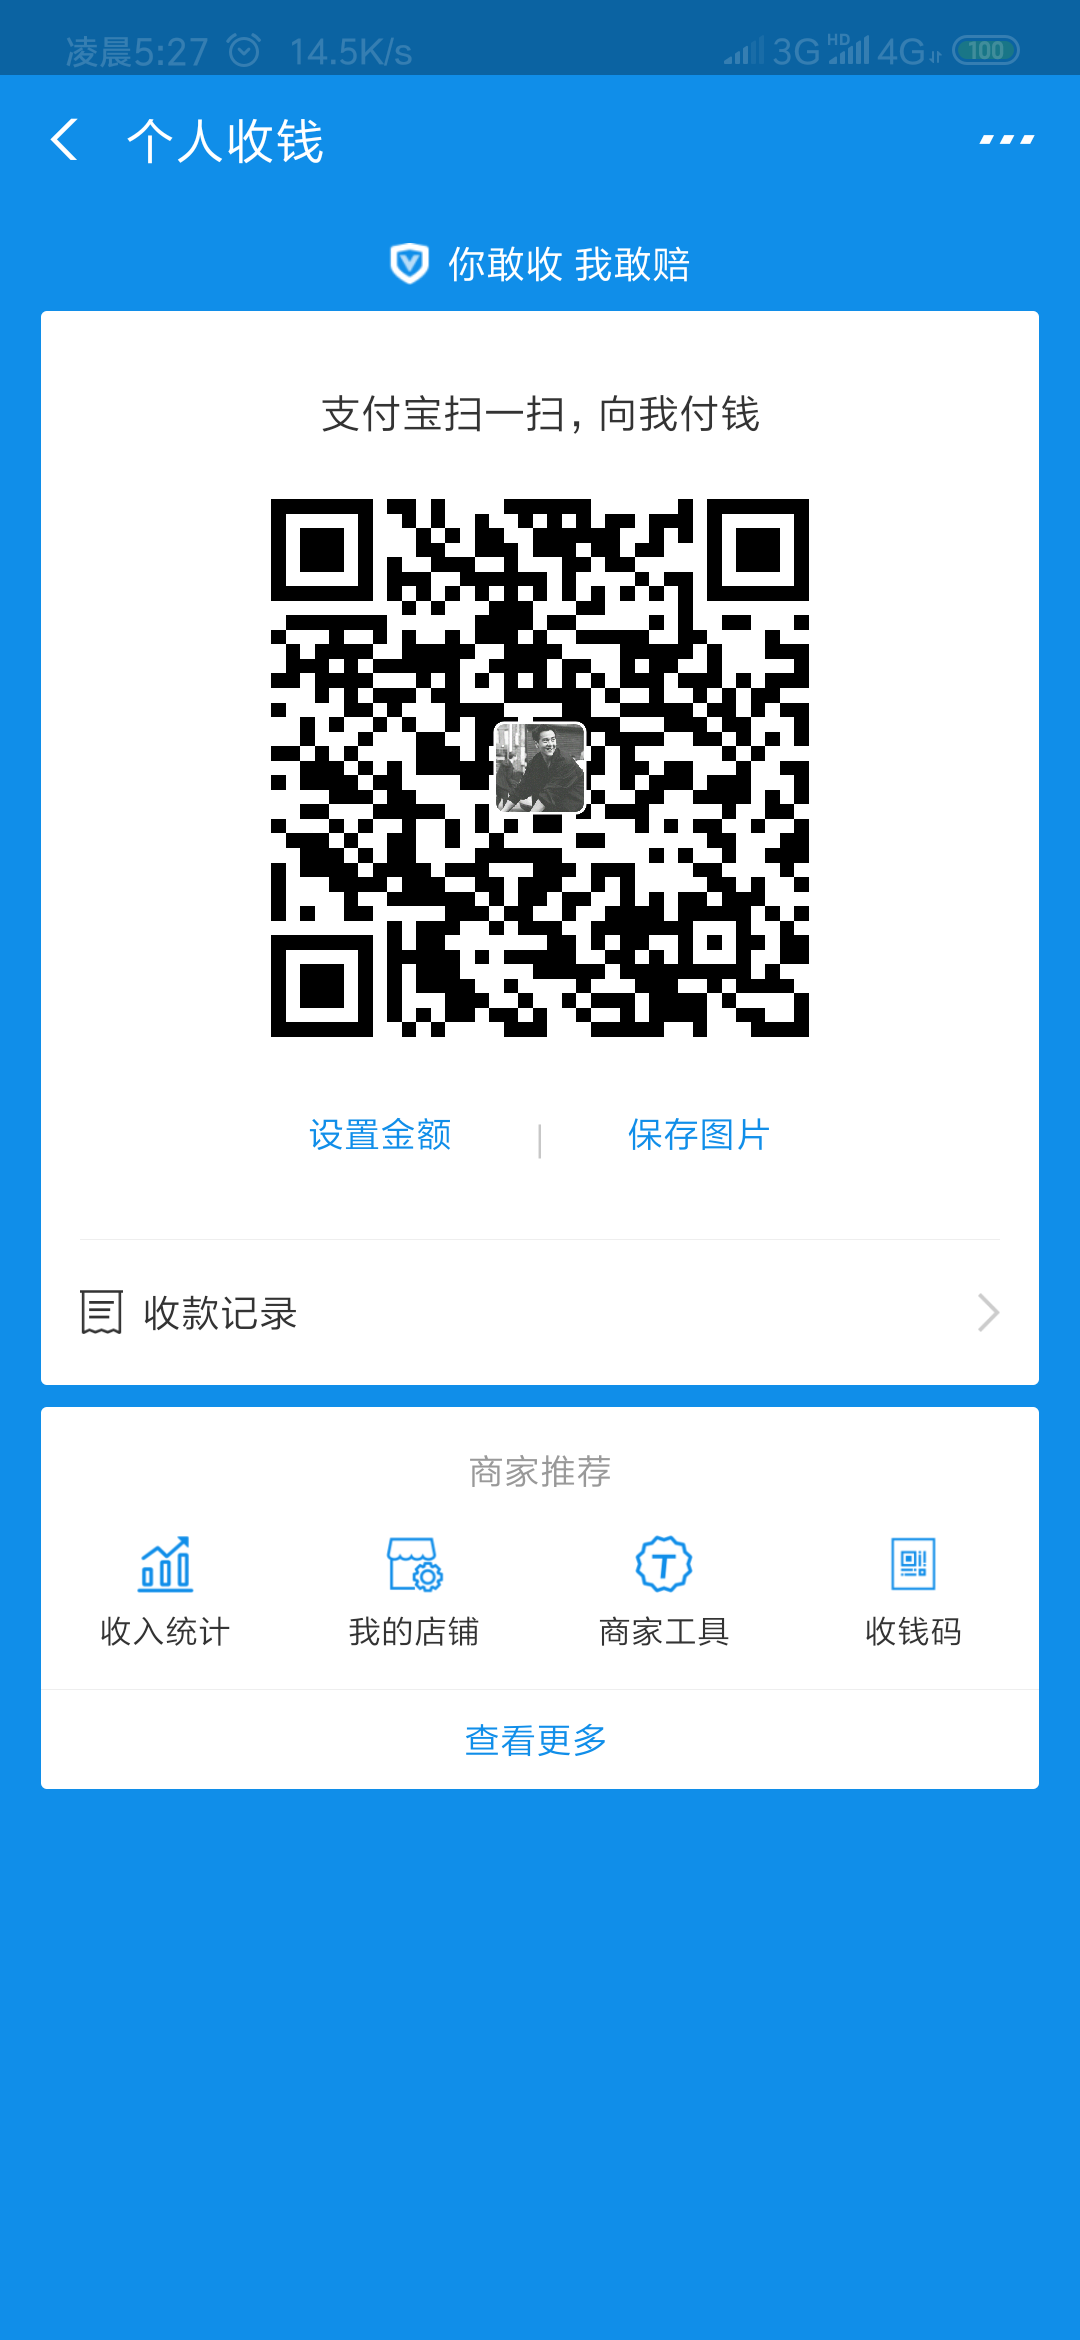 凌晨5:27 14.5K/s 3G HD 4G 100
个人收钱
你敢收 我敢赔
支付宝扫一扫，向我付钱
设置金额 | 保存图片
收款记录
商家推荐
收入统计 我的店铺 商家工具 收钱码
查看更多